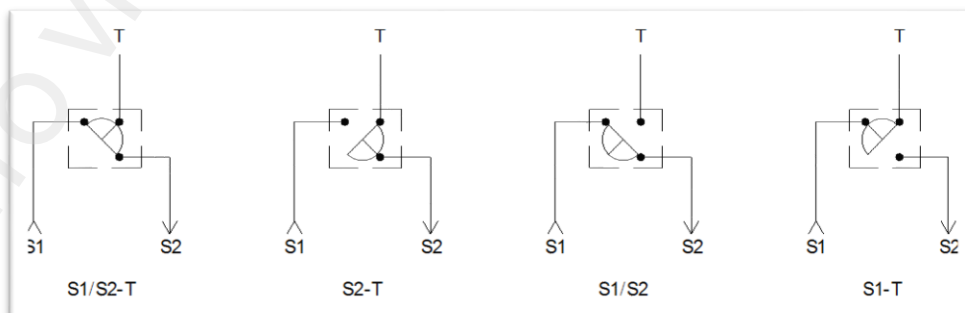 T T T T
S1 S2 S1 S2 S1 S2 S1 S2
S1/S2-T S2-T S1/S2 S1-T